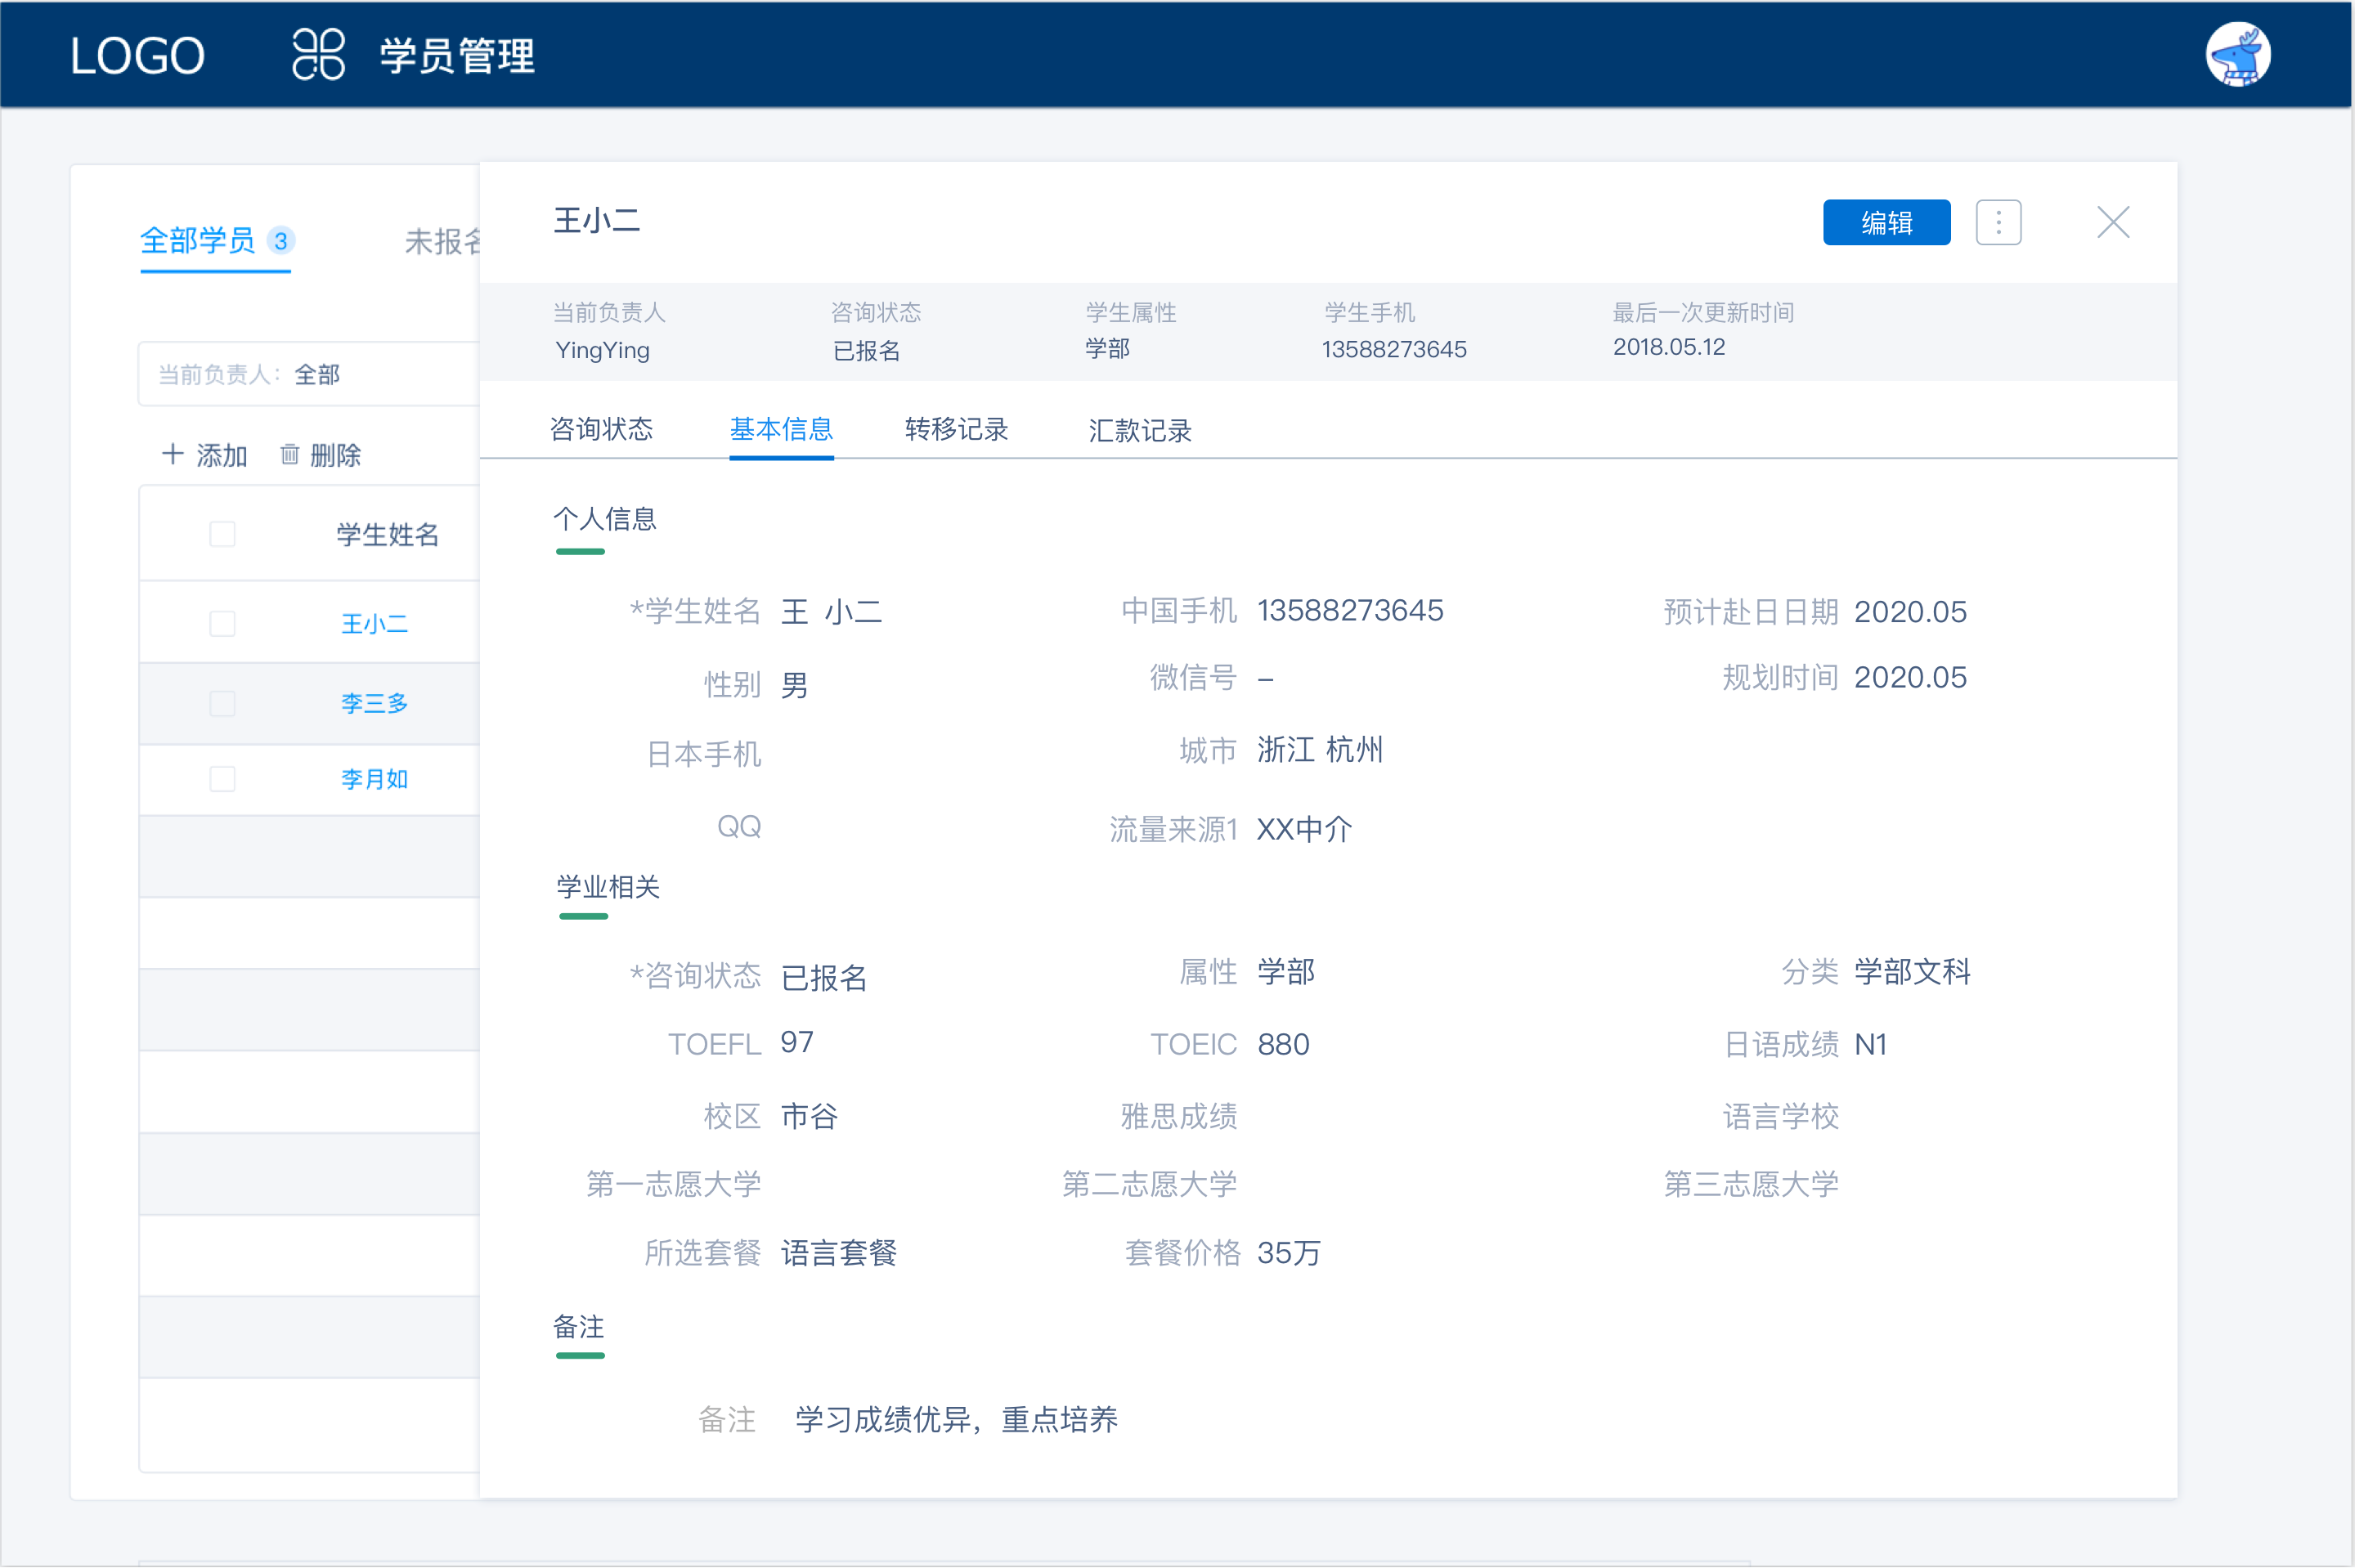 LOGO 学员管理
全部学员 3 未报名
当前负责人: 全部
+ 添加 删除
学生姓名
王小二
李三多
李月如
王小二 编辑
当前负责人 咨询状态 学生属性 学生手机 最后一次更新时间
YingYing 已报名 学部 13588273645 2018.05.12
咨询状态 基本信息 转移记录 汇款记录
个人信息
*学生姓名 王 小二 中国手机 13588273645 预计赴日日期 2020.05
性别 男 微信号 – 规划时间 2020.05
日本手机 城市 浙江 杭州
QQ 流量来源1 XX中介
学业相关
*咨询状态 已报名 属性 学部 分类 学部文科
TOEFL 97 TOEIC 880 日语成绩 N1
校区 市谷 雅思成绩 语言学校
第一志愿大学 第二志愿大学 第三志愿大学
所选套餐 语言套餐 套餐价格 35万
备注
备注 学习成绩优异，重点培养